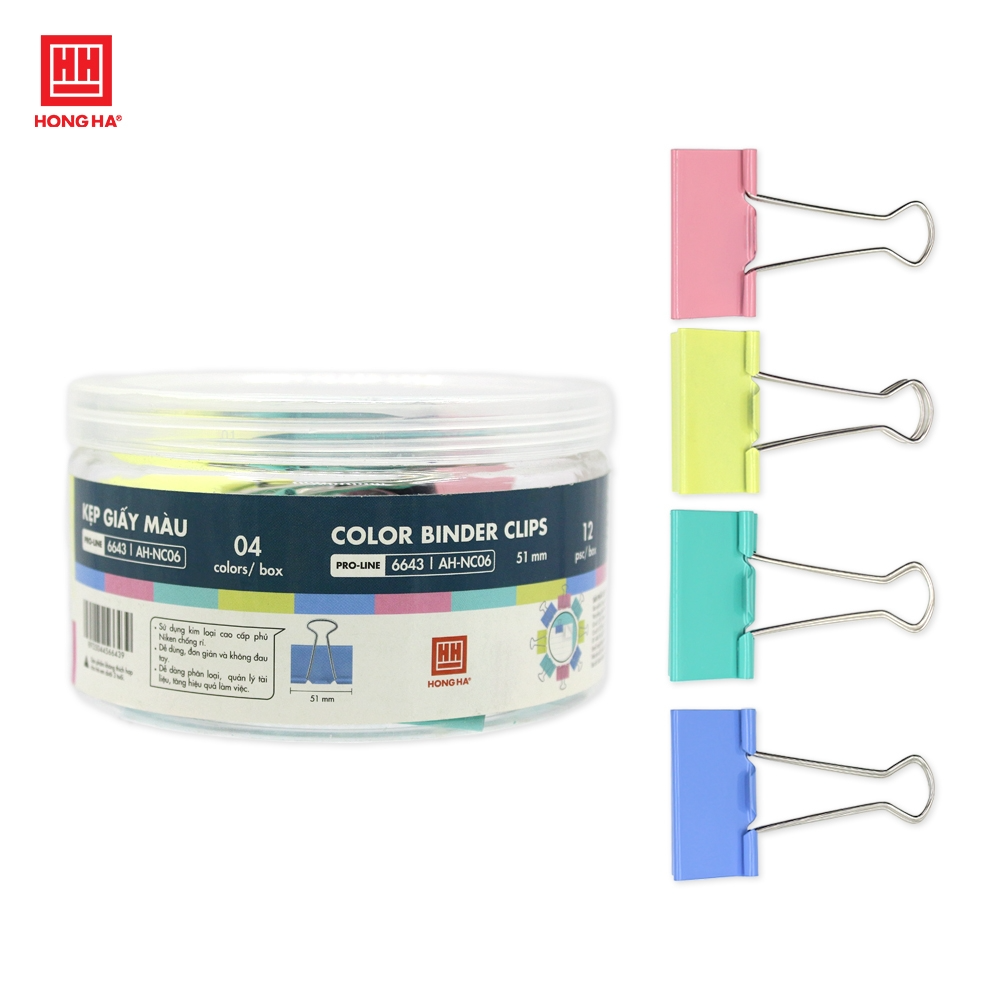 HH
HONG HA®
KẸP GIẤY MÀU
PRO-LINE 6643 | AH-NC06
04
colors/ box
COLOR BINDER CLIPS
PRO-LINE 6643 | AH-NC06
51 mm
12
psc/ box
. Sử dụng kim loại cao cấp phủ
Niken chống rỉ.
. Dễ dùng, đơn giản và không đau
tay.
. Dễ dàng phân loại, quản lý tài
liệu, tăng hiệu quả làm việc.
51 mm
HH
HONG HA®